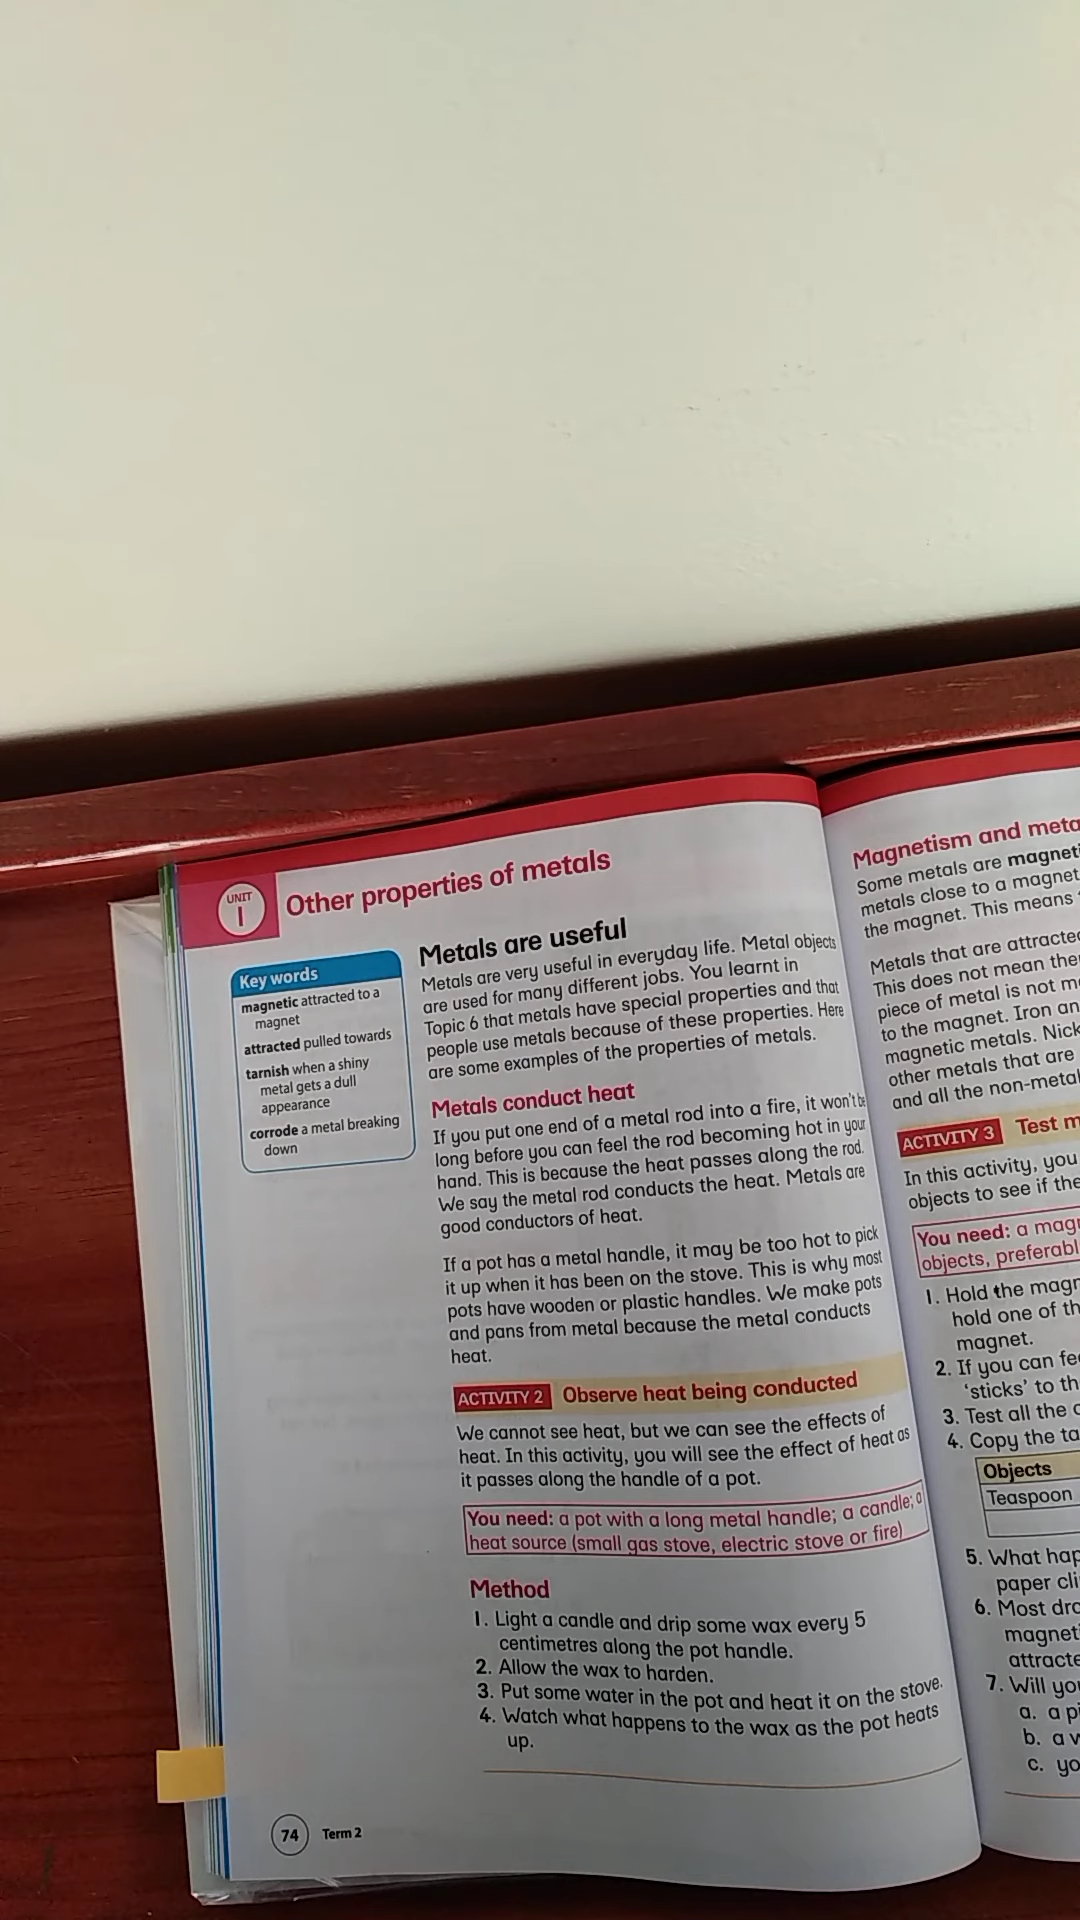 UNIT
1
Other properties of metals
Key words
magnetic attracted to a
magnet
attracted pulled towards
tarnish when a shiny
metal gets a dull
appearance
corrode a metal breaking
down
Metals are useful
Metals are very useful in everyday life. Metal objects
are used for many different jobs. You learnt in
Topic 6 that metals have special properties and that
people use metals because of these properties. Here
are some examples of the properties of metals.
Metals conduct heat
If you put one end of a metal rod into a fire, it won't be
long before you can feel the rod becoming hot in your
hand. This is because the heat passes along the rod.
We say the metal rod conducts the heat. Metals are
good conductors of heat.
If a pot has a metal handle, it may be too hot to pick
it up when it has been on the stove. This is why most
pots have wooden or plastic handles. We make pots
and pans from metal because the metal conducts
heat.
ACTIVITY 2 Observe heat being conducted
We cannot see heat, but we can see the effects of
heat. In this activity, you will see the effect of heat as
it passes along the handle of a pot.
You need: a pot with a long metal handle; a candle; a
heat source (small gas stove, electric stove or fire)
Method
1. Light a candle and drip some wax every 5
centimetres along the pot handle.
2. Allow the wax to harden.
3. Put some water in the pot and heat it on the stove.
4. Watch what happens to the wax as the pot heats
up.
74 Term 2
Magnetism and
Some metals are
metals close to a magnet
the magnet. This means
Metals that are
This does not mean
piece of metal is not
to the magnet. Iron
magnetic metals.
other metals that are
and all the
ACTIVITY 3 Test
In this activity, you
objects to see if
You need: a
objects,
1. Hold the
hold one of
magnet.
2. If you can
'sticks' to
3. Test all the
4. Copy the
Objects
Teaspoon
5. What
paper
6. Most
7. Will
a. a
b. a
c.